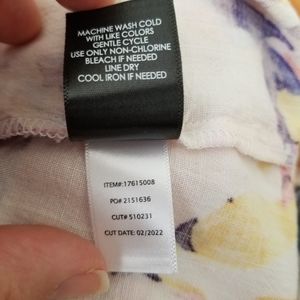 MACHINE WASH COLD
WITH LIKE COLORS
GENTLE CYCLE
USE ONLY NON-CHLORINE
BLEACH IF NEEDED
LINE DRY
COOL IRON IF NEEDED
ITEM#:17615008
PO# 2151636
CUT# 510231
CUT DATE: 02/2022